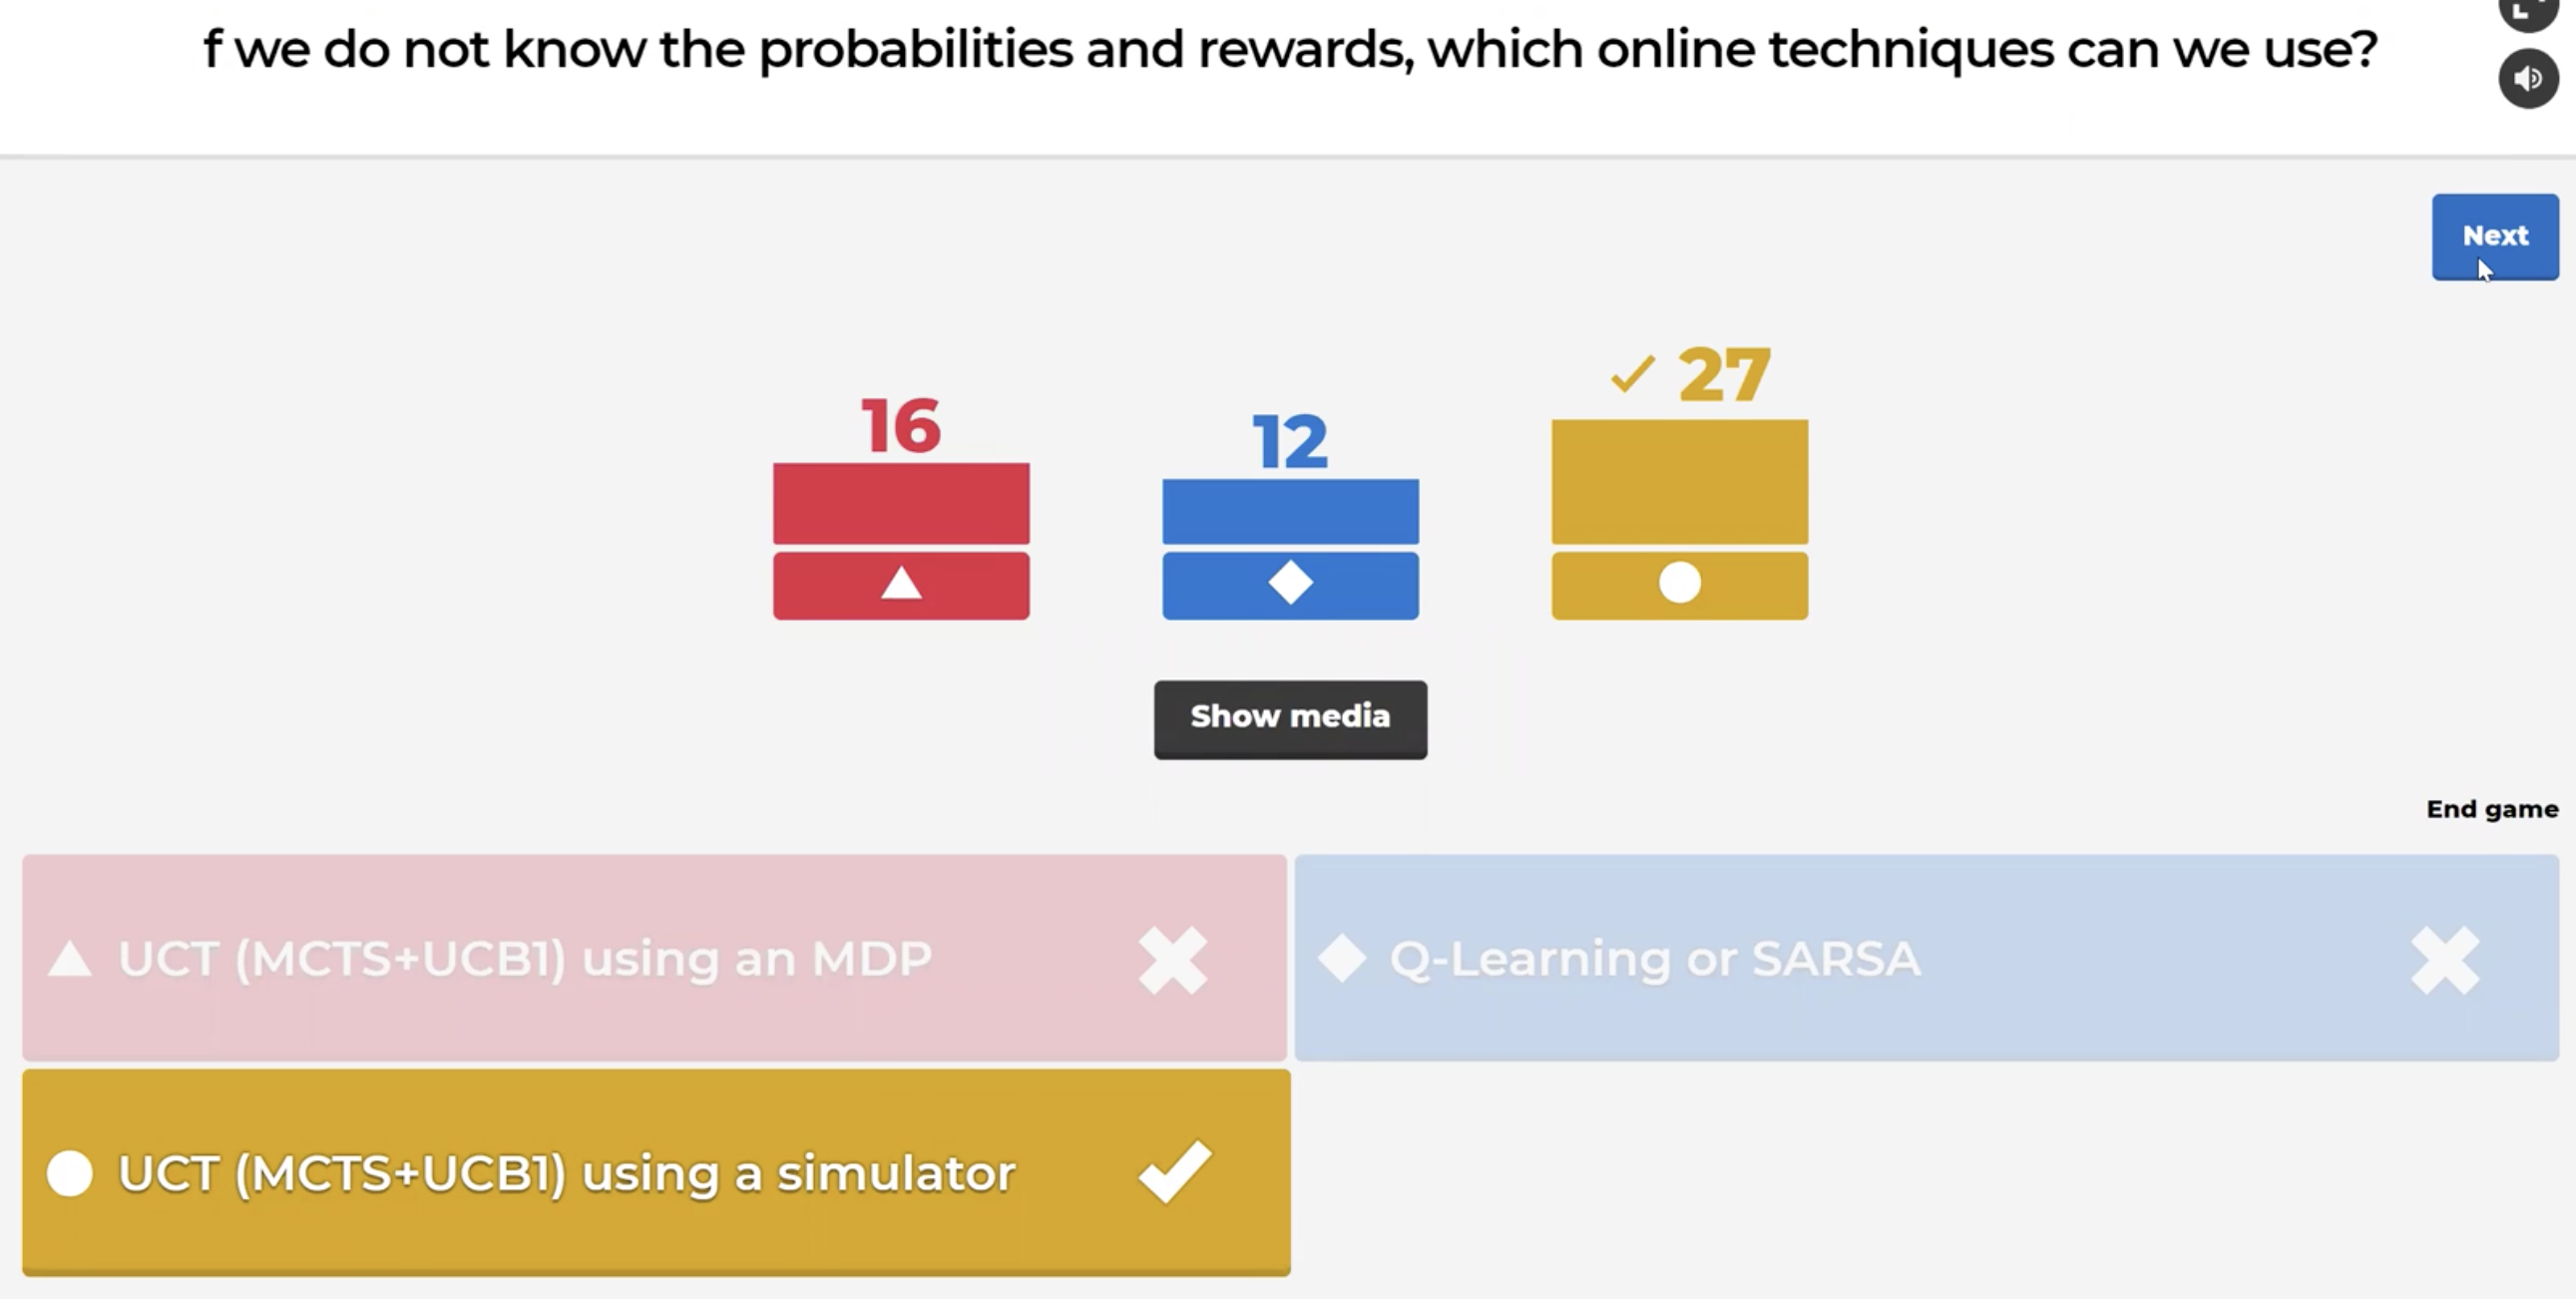 f we do not know the probabilities and rewards, which online techniques can we use?
Next
16
12
27
Show media
End game
UCT (MCTS+UCB1) using an MDP
Q-Learning or SARSA
UCT (MCTS+UCB1) using a simulator